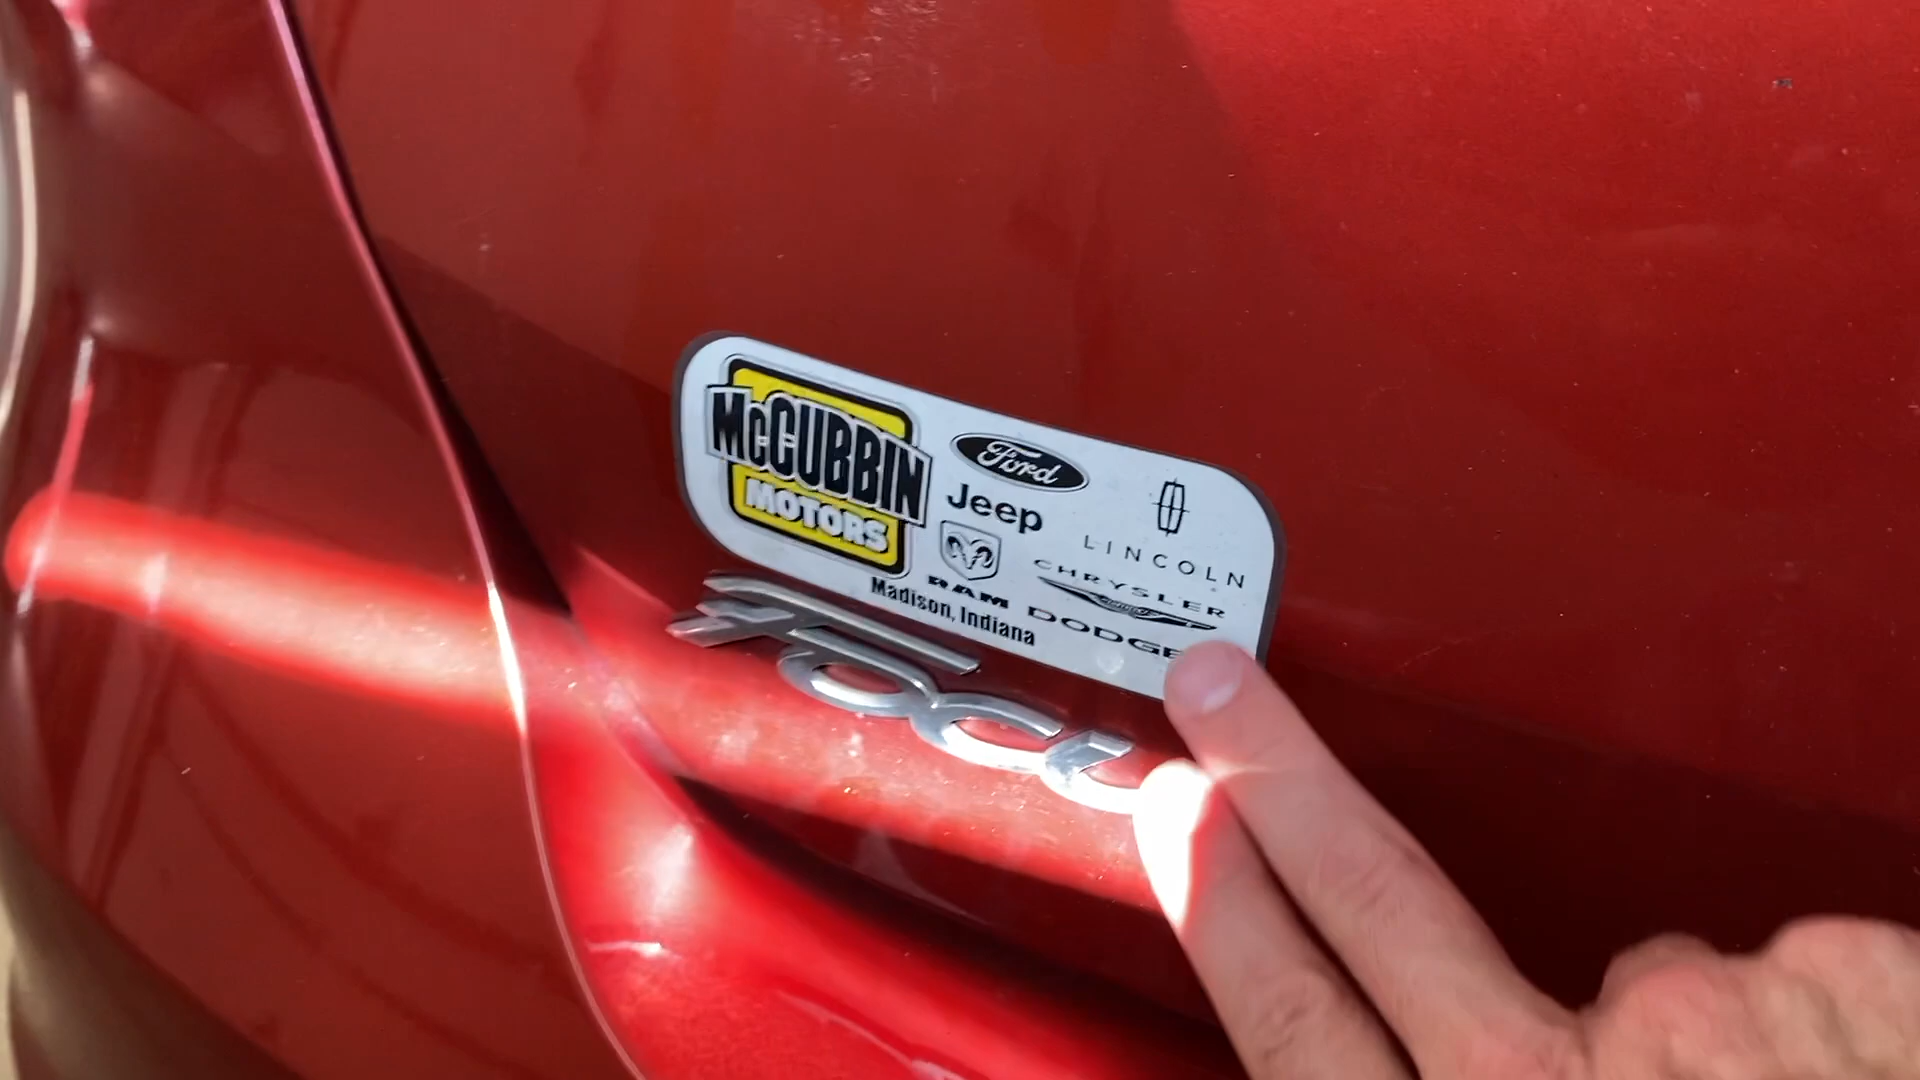 McCUBBIN
MOTORS
Ford
Jeep
RAM
Madison, Indiana
LINCOLN
CHRYSLER
DODGE